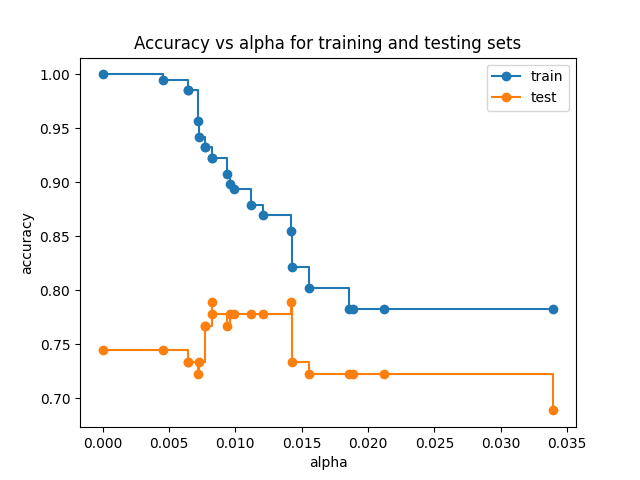 Accuracy vs alpha for training and testing sets
train
test
1.00
0.95
0.90
0.85
0.80
0.75
0.70
accuracy
0.000 0.005 0.010 0.015 0.020 0.025 0.030 0.035
alpha